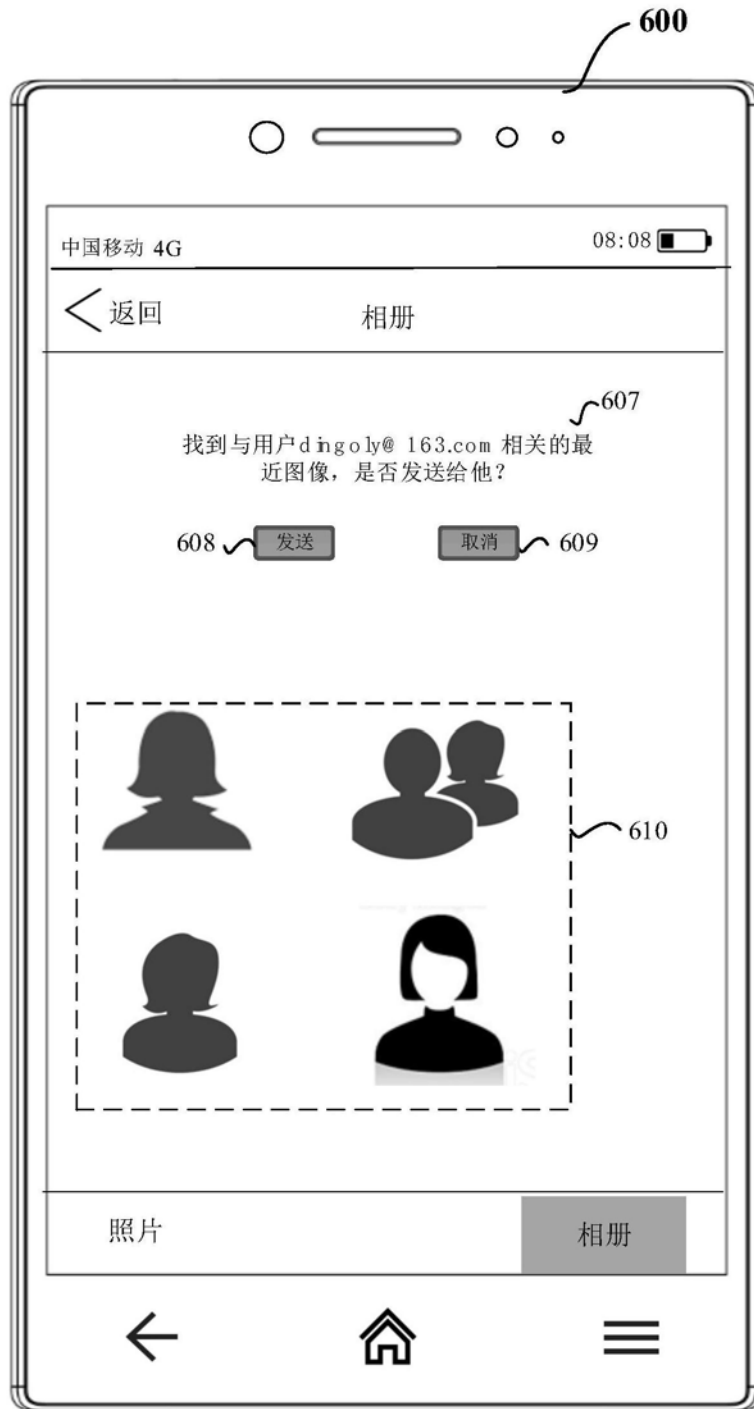 600
中国移动 4G
08:08
返回
相册
607
找到与用户dingoly@ 163.com 相关的最
近图像，是否发送给他？
608
发送
取消
609
610
照片
相册